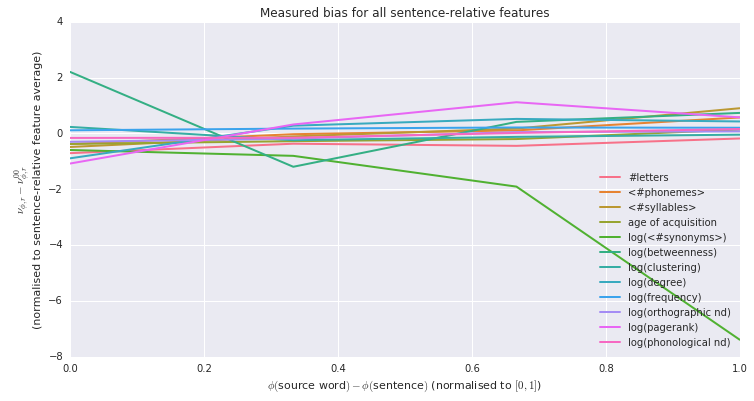 Measured bias for all sentence-relative features
4
2
0
−2
−4
−6
−8
0.0 0.2 0.4 0.6 0.8 1.0
ν_{φ,r} − ν^{00}_{φ,r}
(normalised to sentence-relative feature average)
φ(source word) − φ(sentence) (normalised to [0,1])
#letters
<#phonemes>
<#syllables>
age of acquisition
log(<#synonyms>)
log(betweenness)
log(clustering)
log(degree)
log(frequency)
log(orthographic nd)
log(pagerank)
log(phonological nd)